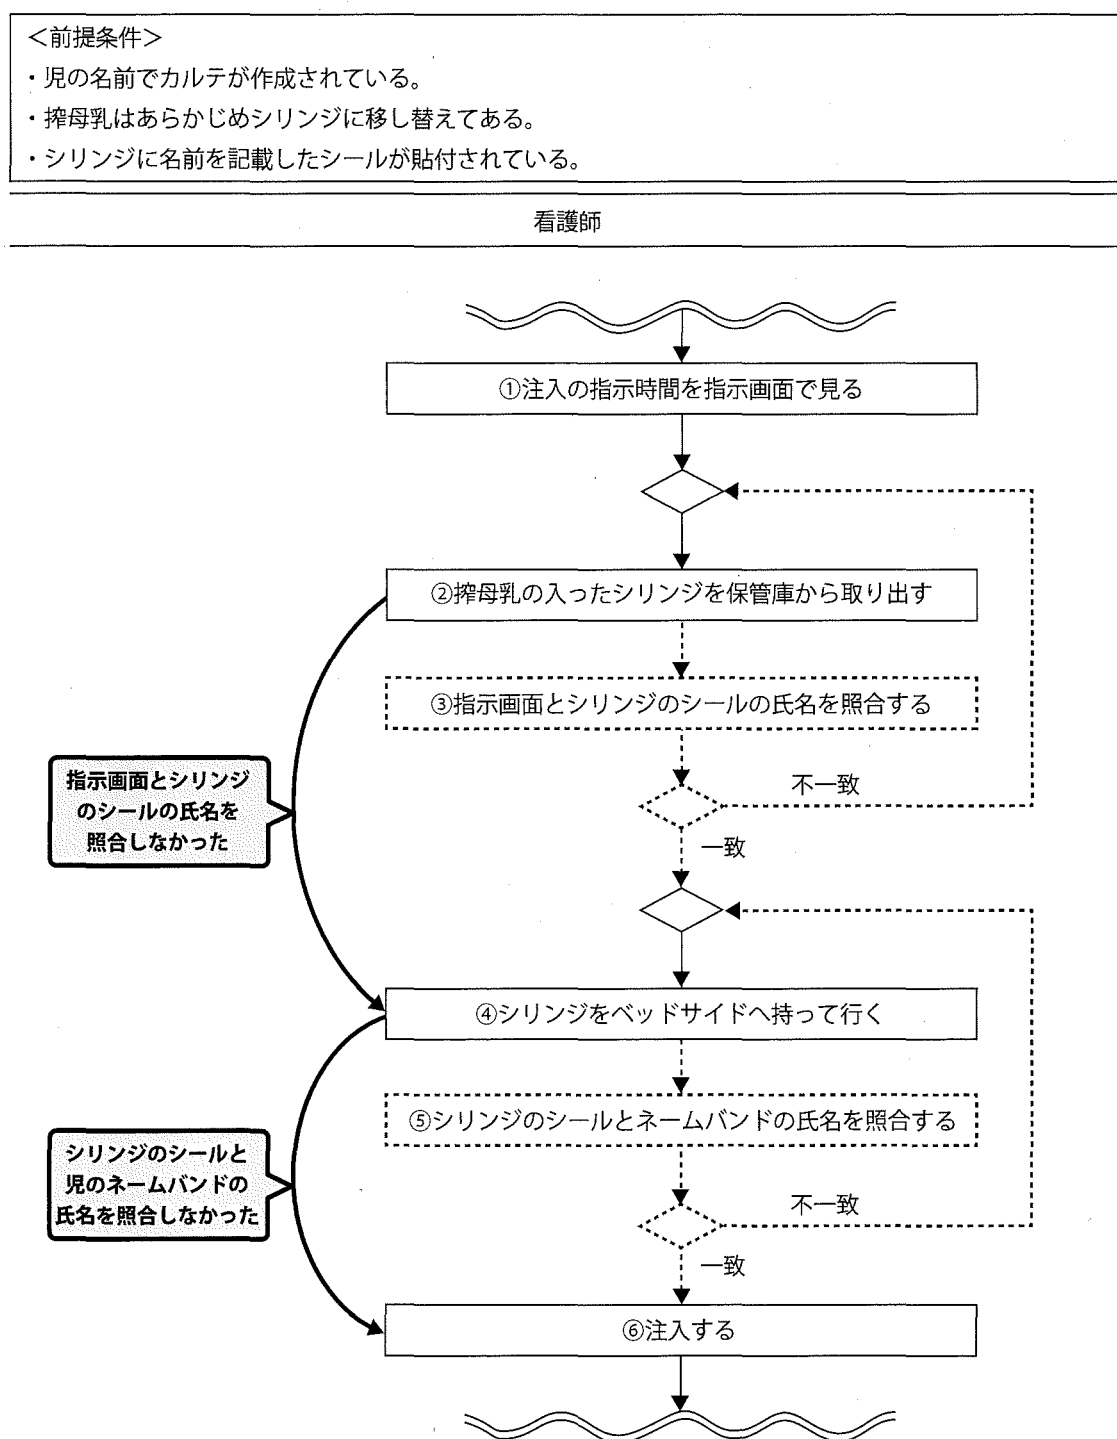 <前提条件>
・児の名前でカルテが作成されている。
・搾母乳はあらかじめシリンジに移し替えてある。
・シリンジに名前を記載したシールが貼付されている。
看護師
①注入の指示時間を指示画面で見る
②搾母乳の入ったシリンジを保管庫から取り出す
③指示画面とシリンジのシールの氏名を照合する
指示画面とシリンジ
のシールの氏名を
照合しなかった
不一致
一致
④シリンジをベッドサイドへ持って行く
⑤シリンジのシールとネームバンドの氏名を照合する
シリンジのシールと
児のネームバンドの
氏名を照合しなかった
不一致
一致
⑥注入する